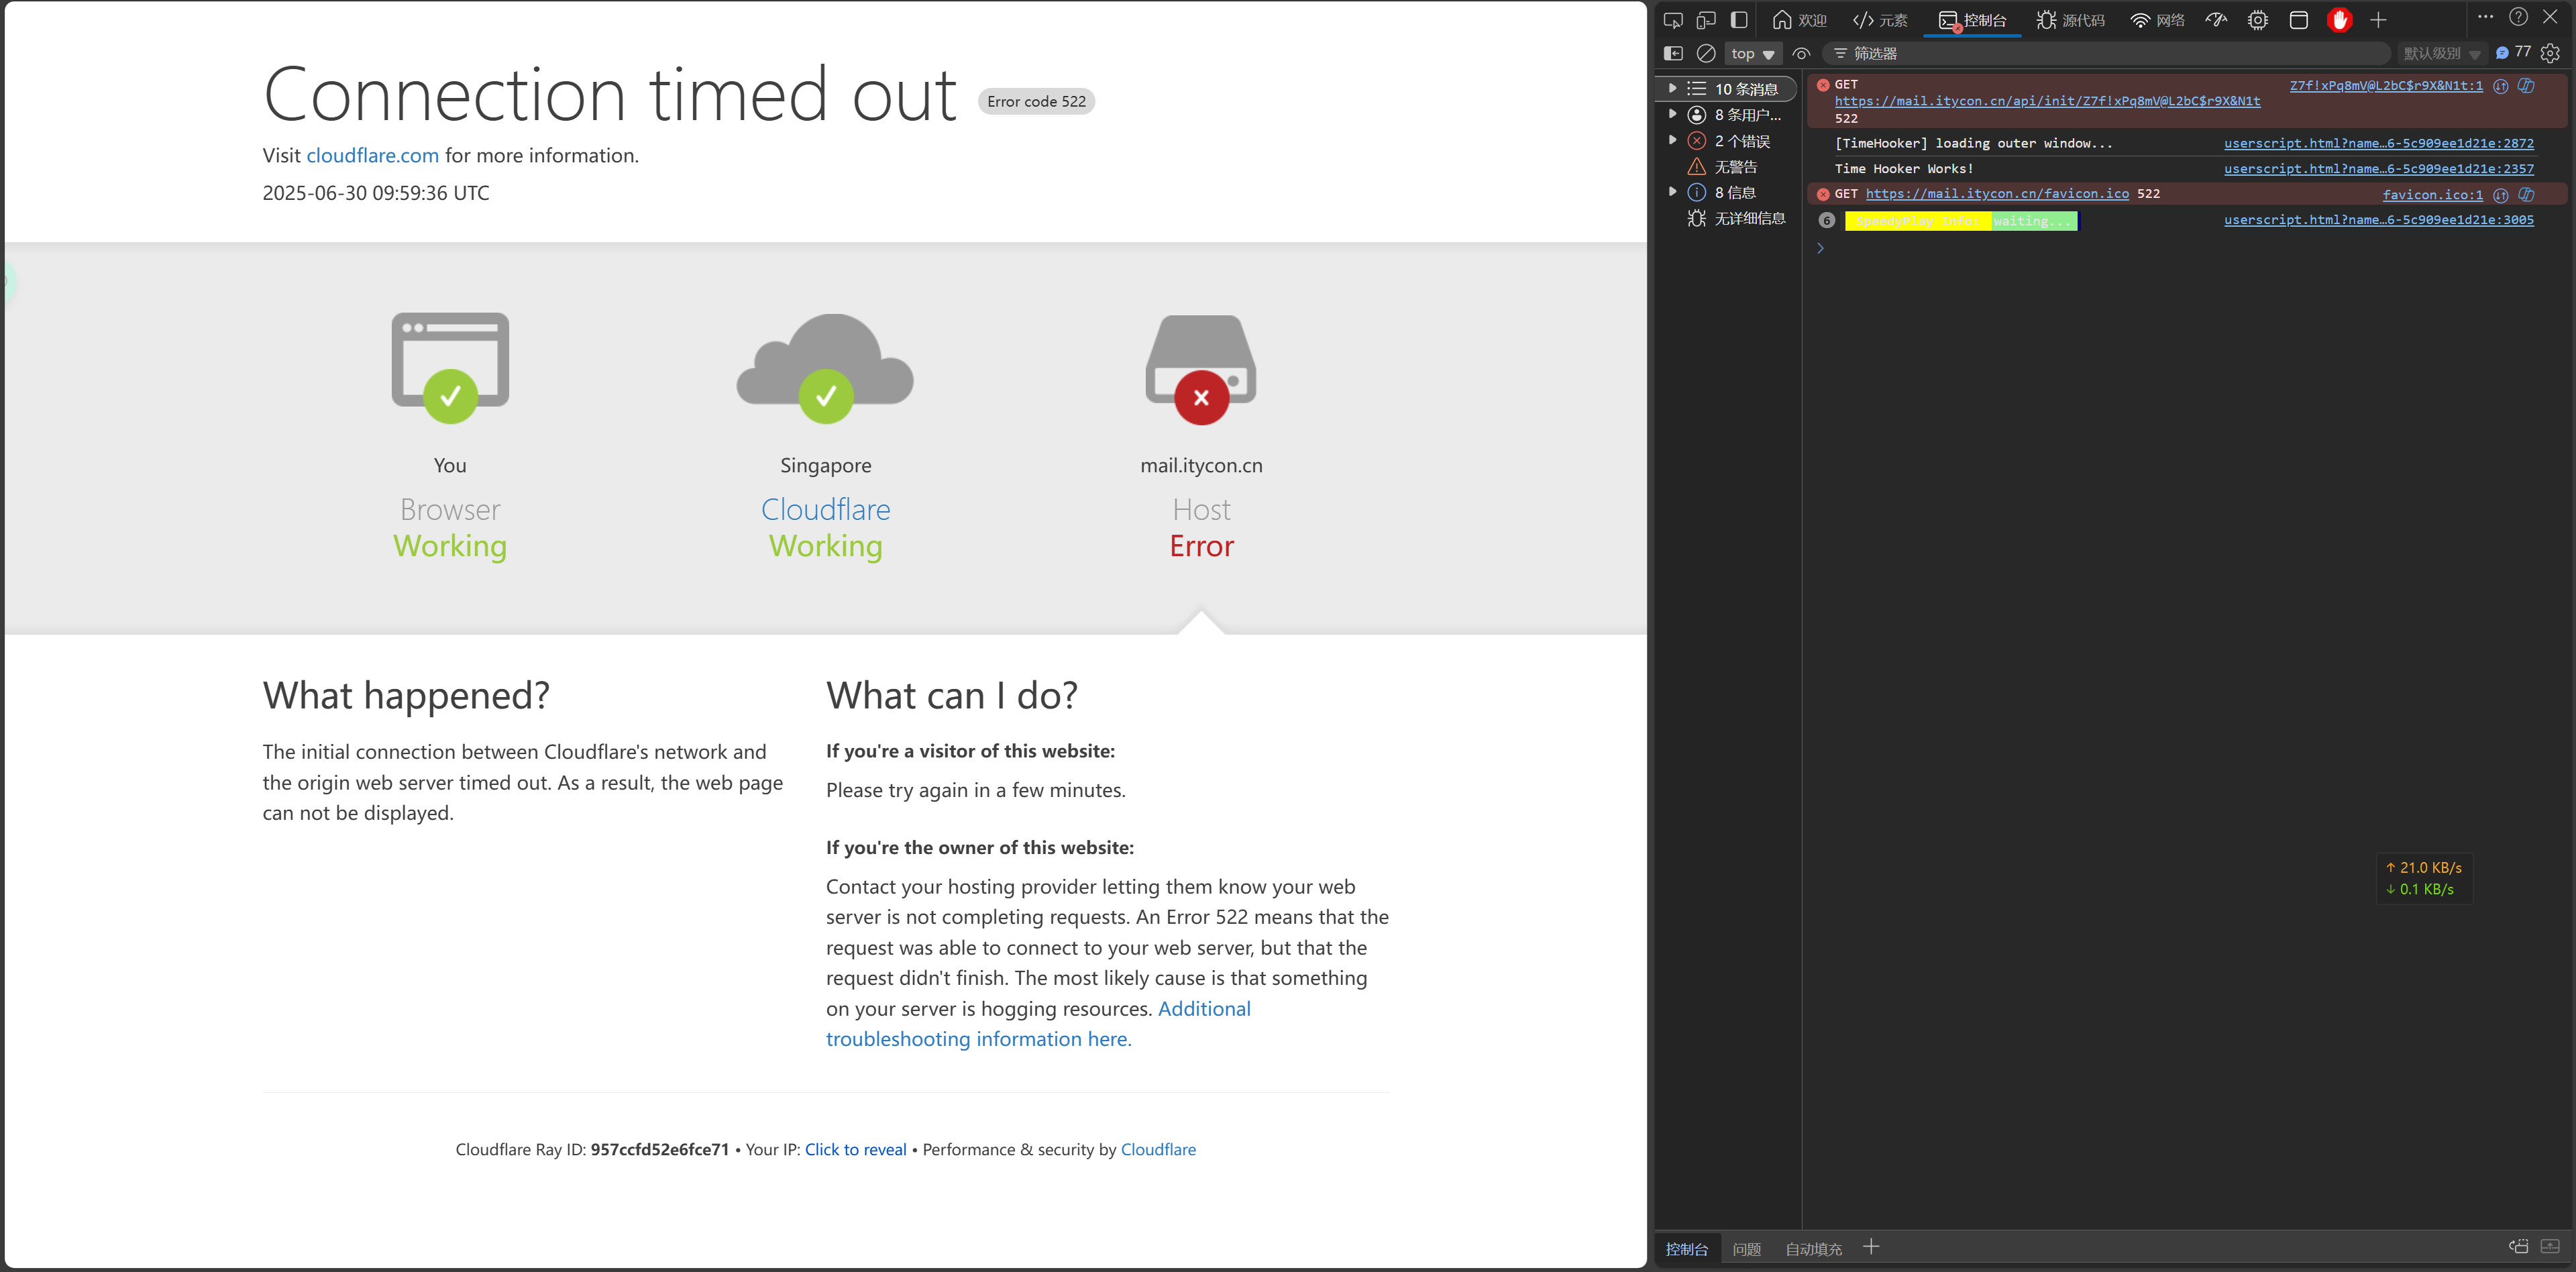 Connection timed out Error code 522
Visit cloudflare.com for more information.
2025-06-30 09:59:36 UTC
You
Browser
Working
Singapore
Cloudflare
Working
mail.itycon.cn
Host
Error
What happened?
The initial connection between Cloudflare's network and
the origin web server timed out. As a result, the web page
can not be displayed.
What can I do?
If you're a visitor of this website:
Please try again in a few minutes.
If you're the owner of this website:
Contact your hosting provider letting them know your web
server is not completing requests. An Error 522 means that the
request was able to connect to your web server, but that the
request didn't finish. The most likely cause is that something
on your server is hogging resources. Additional
troubleshooting information here.
Cloudflare Ray ID: 957ccfd52e6fce71 • Your IP: Click to reveal • Performance & security by Cloudflare
欢迎 元素 控制台 源代码 网络
top 筛选器 默认级别 77
10 条消息
8 条用户...
2 个错误
无警告
8 信息
无详细信息
GET Z7f!xPq8mV@L2bC$r9X&N1t:1
https://mail.itycon.cn/api/init/Z7f!xPq8mV@L2bC$r9X&N1t
522
[TimeHooker] loading outer window... userscript.html?name…6-5c909ee1d21e:2872
Time Hooker Works! userscript.html?name…6-5c909ee1d21e:2357
GET https://mail.itycon.cn/favicon.ico 522 favicon.ico:1
6 SpeedyPlay info: waiting... userscript.html?name…6-5c909ee1d21e:3005
↑ 21.0 KB/s
↓ 0.1 KB/s
控制台 问题 自动填充